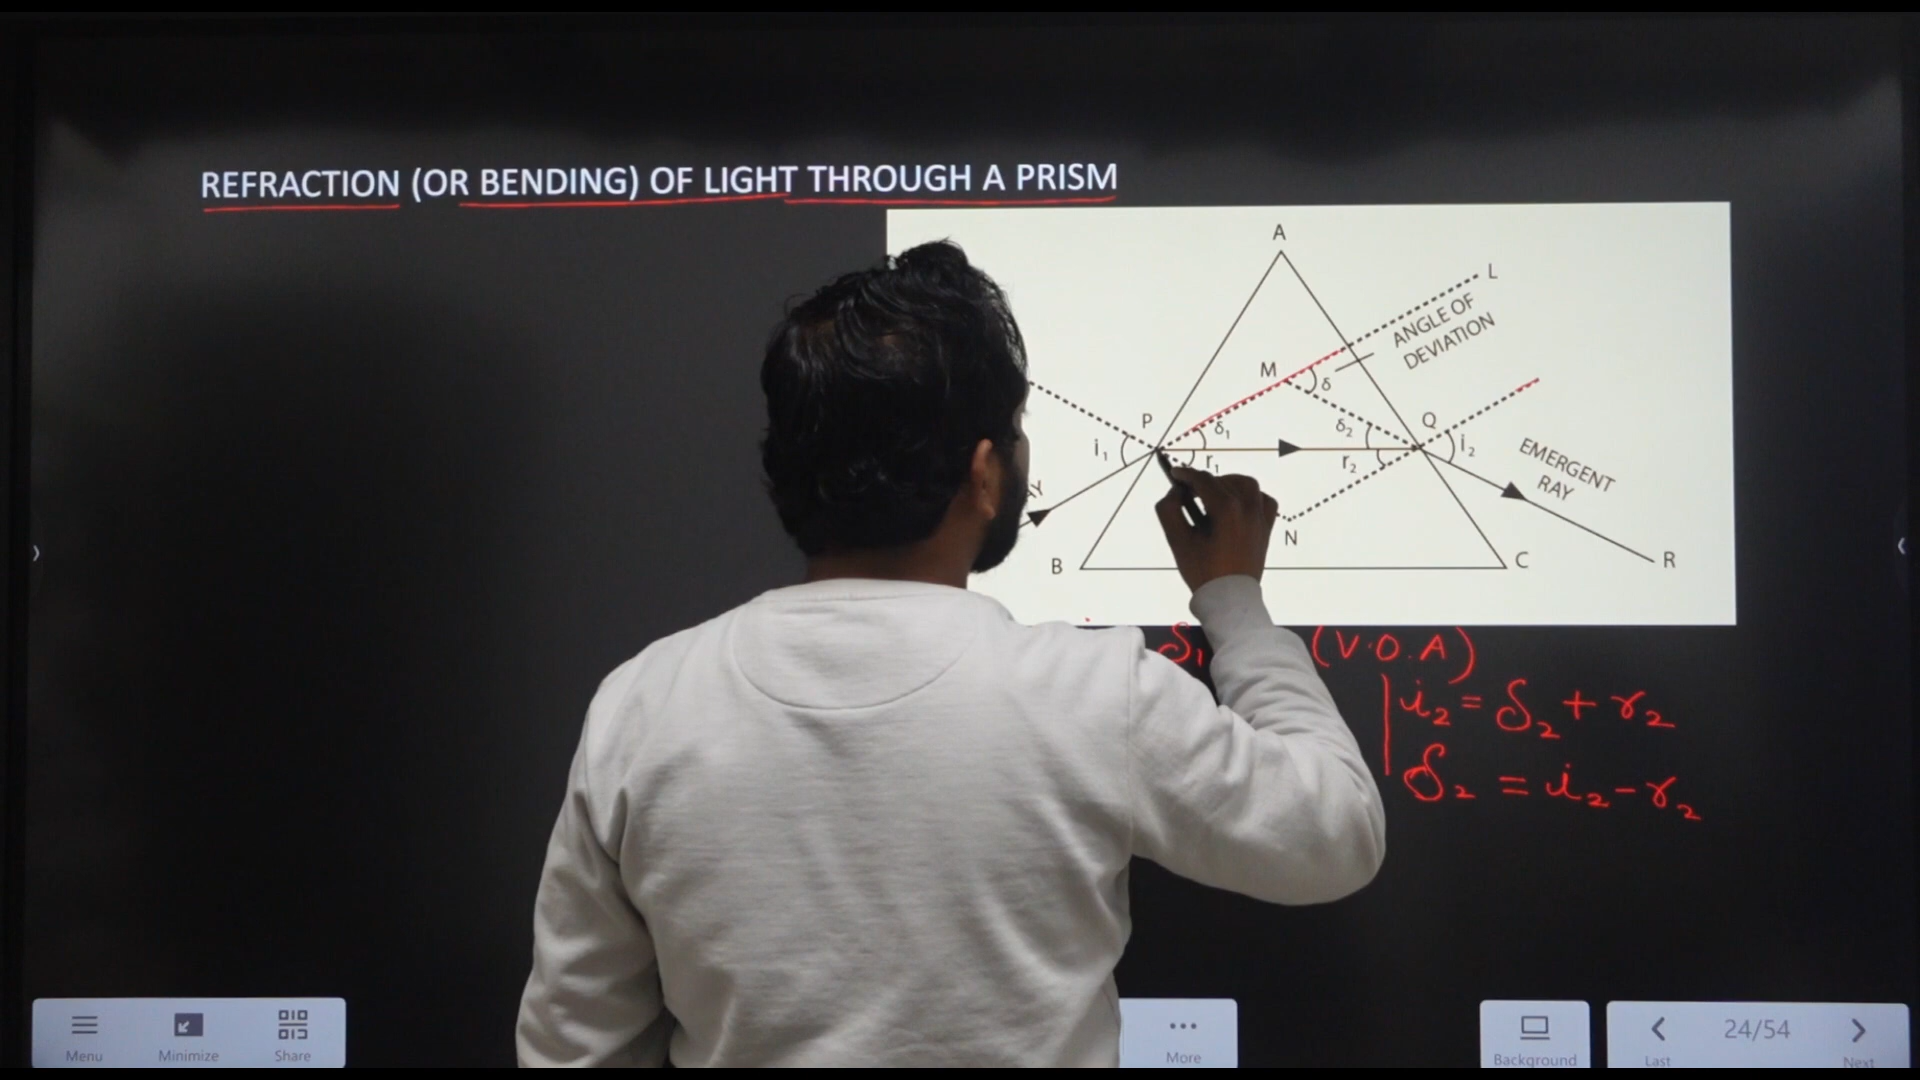 REFRACTION (OR BENDING) OF LIGHT THROUGH A PRISM
A
L
ANGLE OF
DEVIATION
M
δ
P
Q
i₁
δ₁
δ₂
i₂
r₁
r₂
EMERGENT
RAY
N
B
C
R
δ₁
(V.O.A)
i₂ = δ₂ + r₂
δ₂ = i₂ - r₂
Menu
Minimize
Share
More
Background
24/54
Last
Next